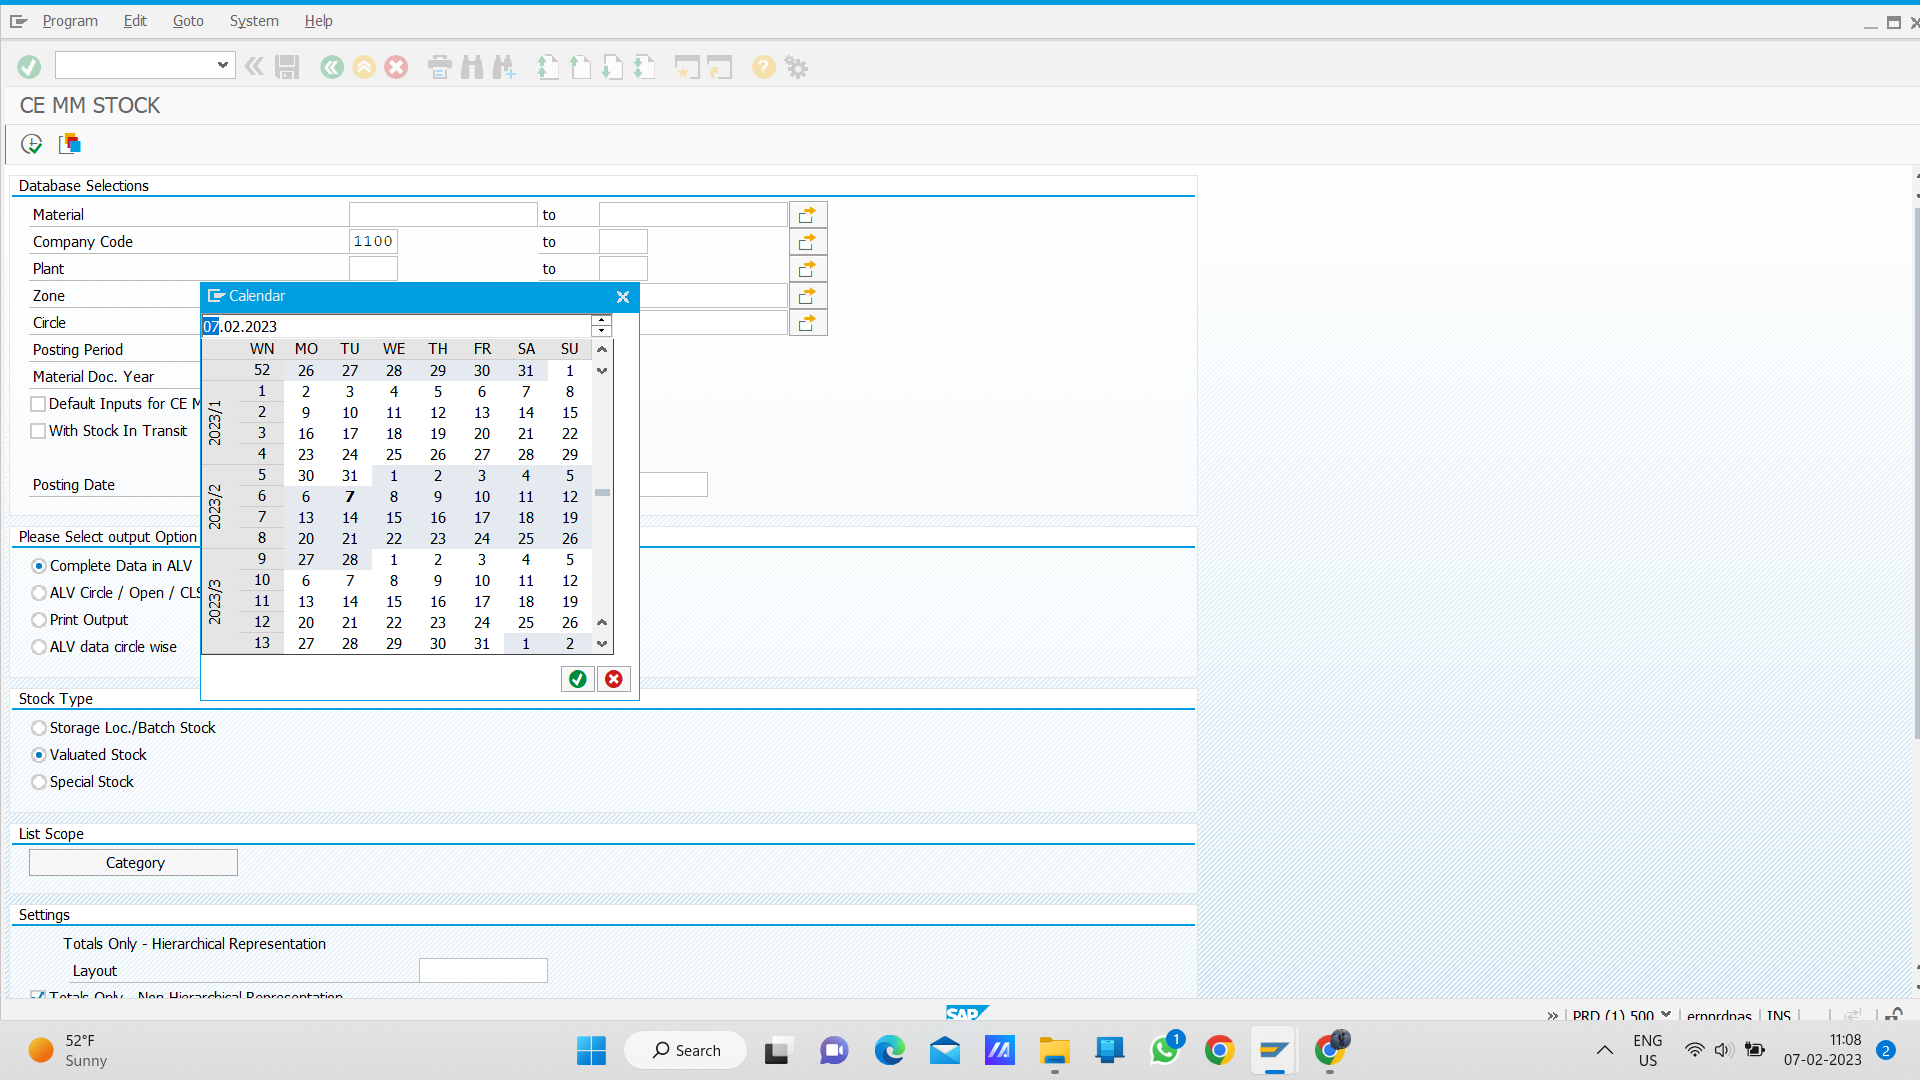 Program Edit Goto System Help
CE MM STOCK
Database Selections
Material to
Company Code 1100 to
Plant to
Zone
Circle
Posting Period
Material Doc. Year
Default Inputs for CE M
With Stock In Transit
Posting Date
Calendar
07.02.2023
WN MO TU WE TH FR SA SU
52 26 27 28 29 30 31 1
2023/1
1 2 3 4 5 6 7 8
2 9 10 11 12 13 14 15
3 16 17 18 19 20 21 22
4 23 24 25 26 27 28 29
2023/2
5 30 31 1 2 3 4 5
6 6 7 8 9 10 11 12
7 13 14 15 16 17 18 19
8 20 21 22 23 24 25 26
2023/3
9 27 28 1 2 3 4 5
10 6 7 8 9 10 11 12
11 13 14 15 16 17 18 19
12 20 21 22 23 24 25 26
13 27 28 29 30 31 1 2
Please Select output Option
Complete Data in ALV
ALV Circle / Open / CLS
Print Output
ALV data circle wise
Stock Type
Storage Loc./Batch Stock
Valuated Stock
Special Stock
List Scope
Category
Settings
Totals Only - Hierarchical Representation
Layout
Totals Only - Non-Hierarchical Representation
SAP
PRD (1) 500 ernprdpas INS
52°F
Sunny
Search
1
ENG
US
11:08
07-02-2023
2